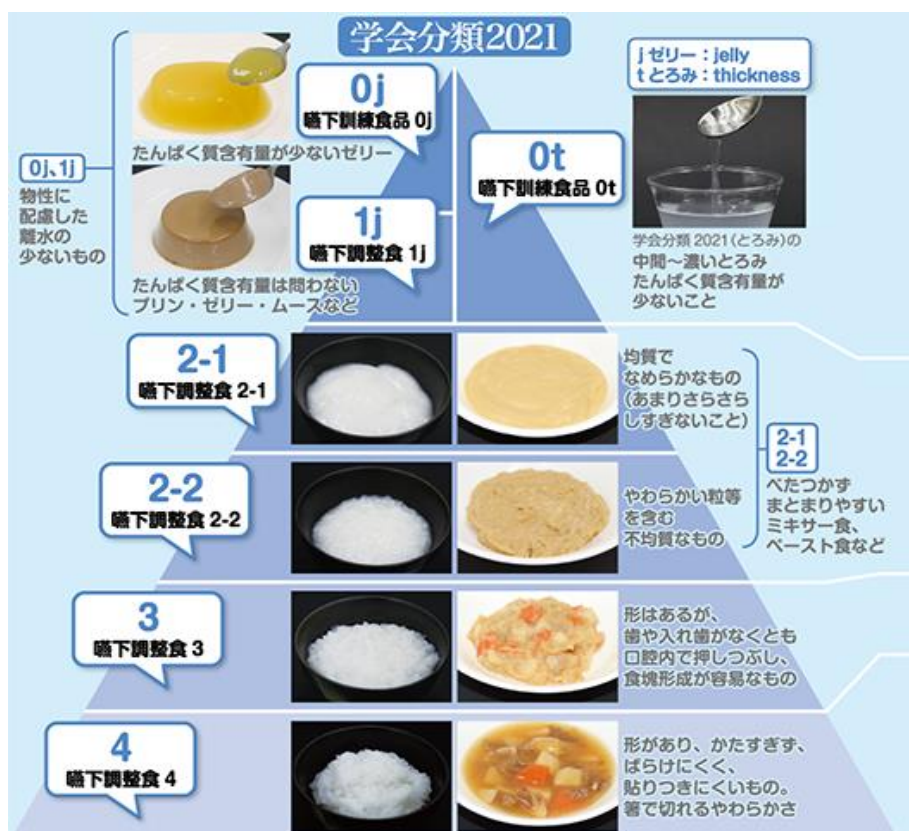 学会分類2021
0j
嚥下訓練食品 0j
たんぱく質含有量が少ないゼリー
0j、1j
物性に
配慮した
離水の
少ないもの
1j
嚥下調整食 1j
たんぱく質含有量は問わない
プリン・ゼリー・ムースなど
0t
嚥下訓練食品 0t
j ゼリー：jelly
t とろみ：thickness
学会分類 2021（とろみ）の
中間～濃いとろみ
たんぱく質含有量が
少ないこと
2-1
嚥下調整食 2-1
均質で
なめらかなもの
（あまりさらさら
しすぎないこと）
2-2
嚥下調整食 2-2
やわらかい粒等
を含む
不均質なもの
2-1
2-2
べたつかず
まとまりやすい
ミキサー食、
ペースト食など
3
嚥下調整食 3
形はあるが、
歯や入れ歯がなくとも
口腔内で押しつぶし、
食塊形成が容易なもの
4
嚥下調整食 4
形があり、かたすぎず、
ばらけにくく、
貼りつきにくいもの。
箸で切れるやわらかさ